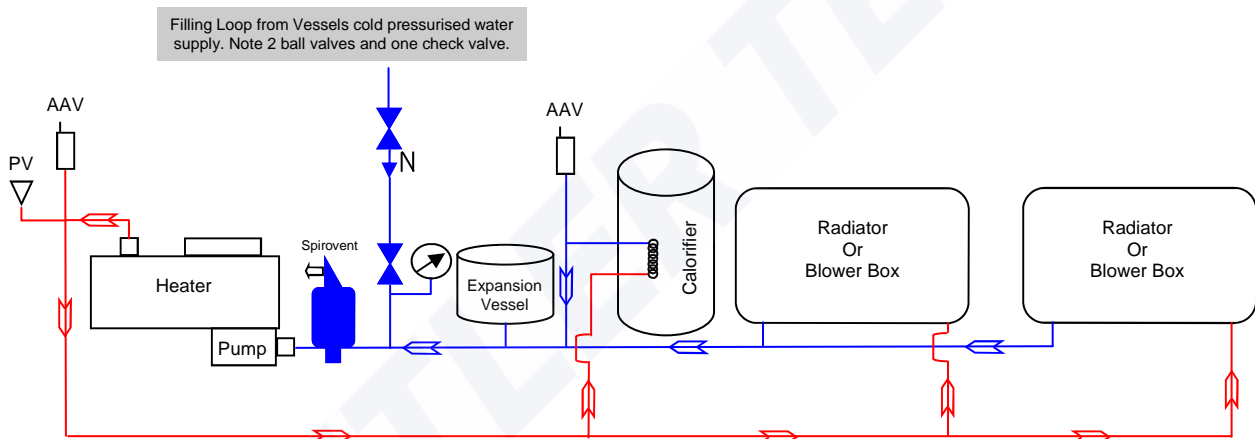 Filling Loop from Vessels cold pressurised water
supply. Note 2 ball valves and one check valve.
AAV
AAV
PV
N
Spirovent
Heater
Pump
Expansion
Vessel
Calorifier
Radiator
Or
Blower Box
Radiator
Or
Blower Box